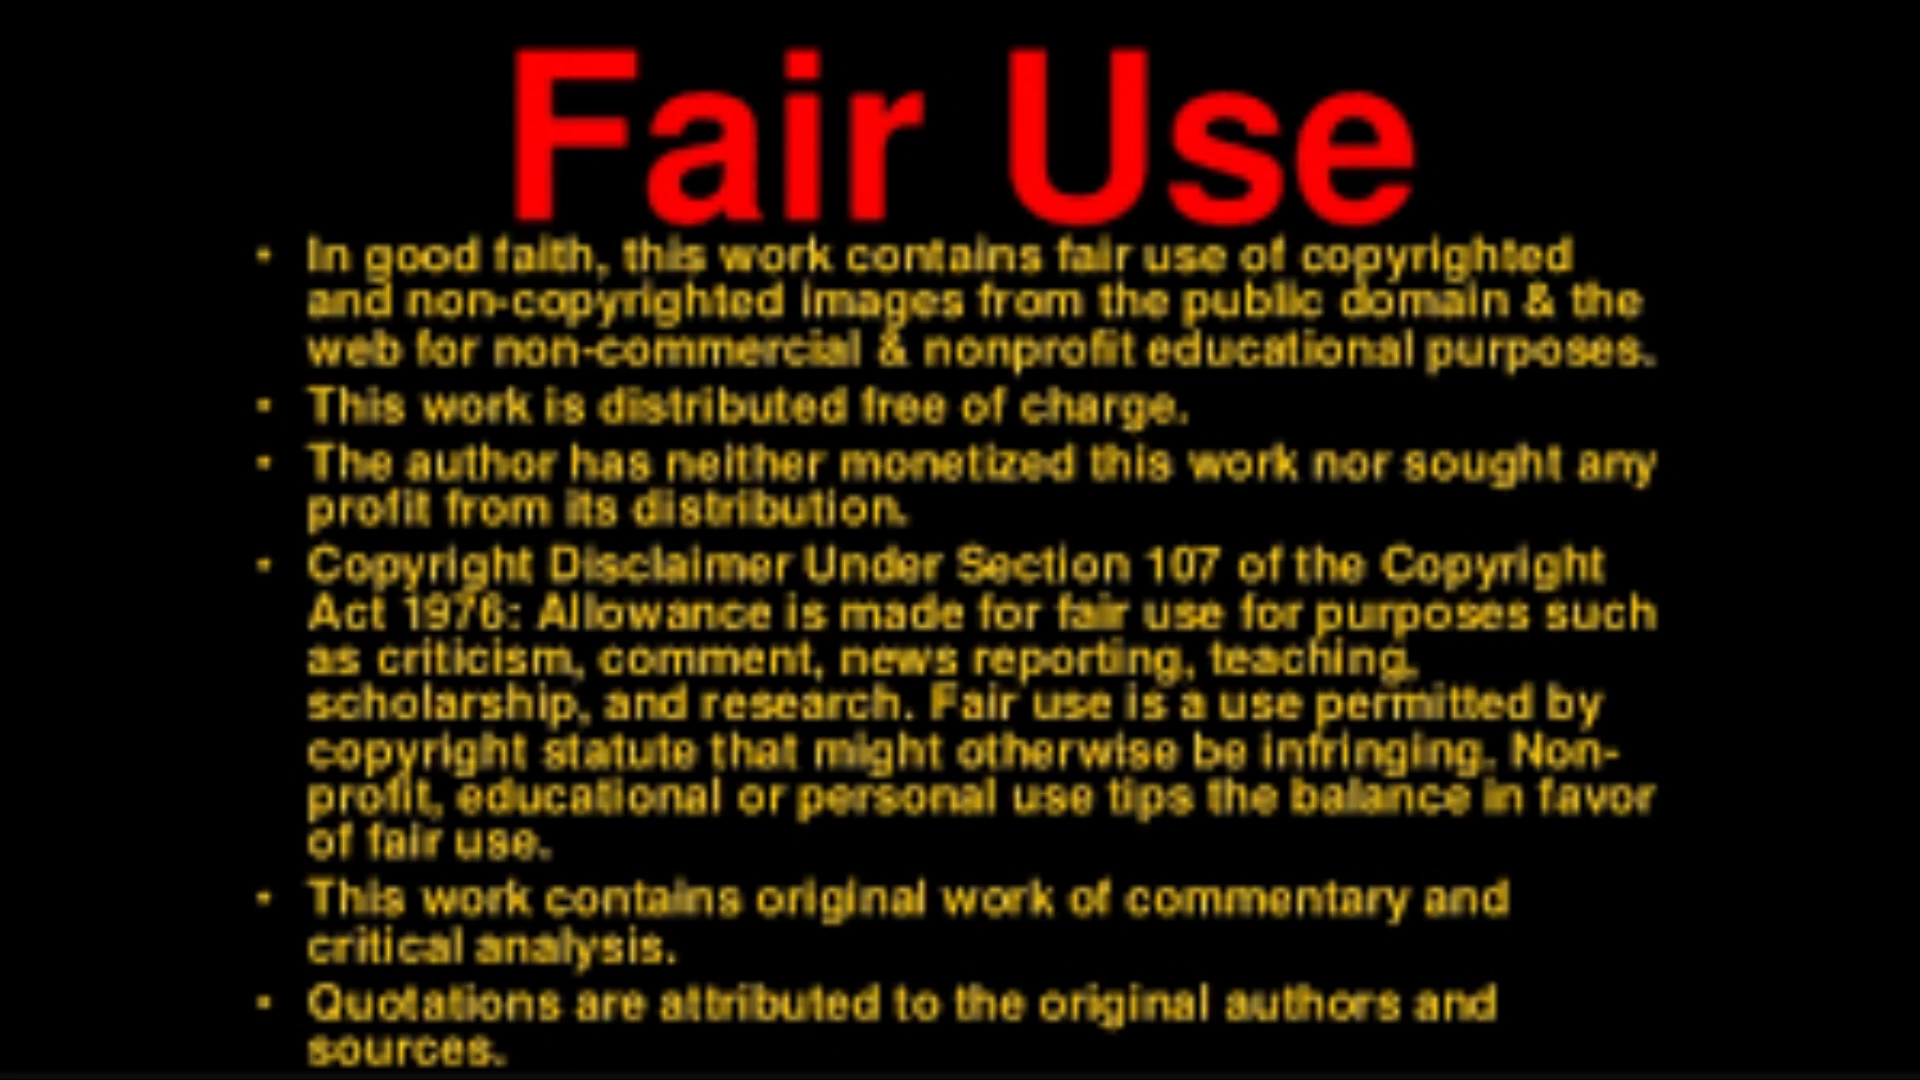 Fair Use
• In good faith, this work contains fair use of copyrighted
and non-copyrighted images from the public domain & the
web for non-commercial & nonprofit educational purposes.
• This work is distributed free of charge.
• The author has neither monetized this work nor sought any
profit from its distribution.
• Copyright Disclaimer Under Section 107 of the Copyright
Act 1976: Allowance is made for fair use for purposes such
as criticism, comment, news reporting, teaching,
scholarship, and research. Fair use is a use permitted by
copyright statute that might otherwise be infringing. Non-
profit, educational or personal use tips the balance in favor
of fair use.
• This work contains original work of commentary and
critical analysis.
• Quotations are attributed to the original authors and
sources.